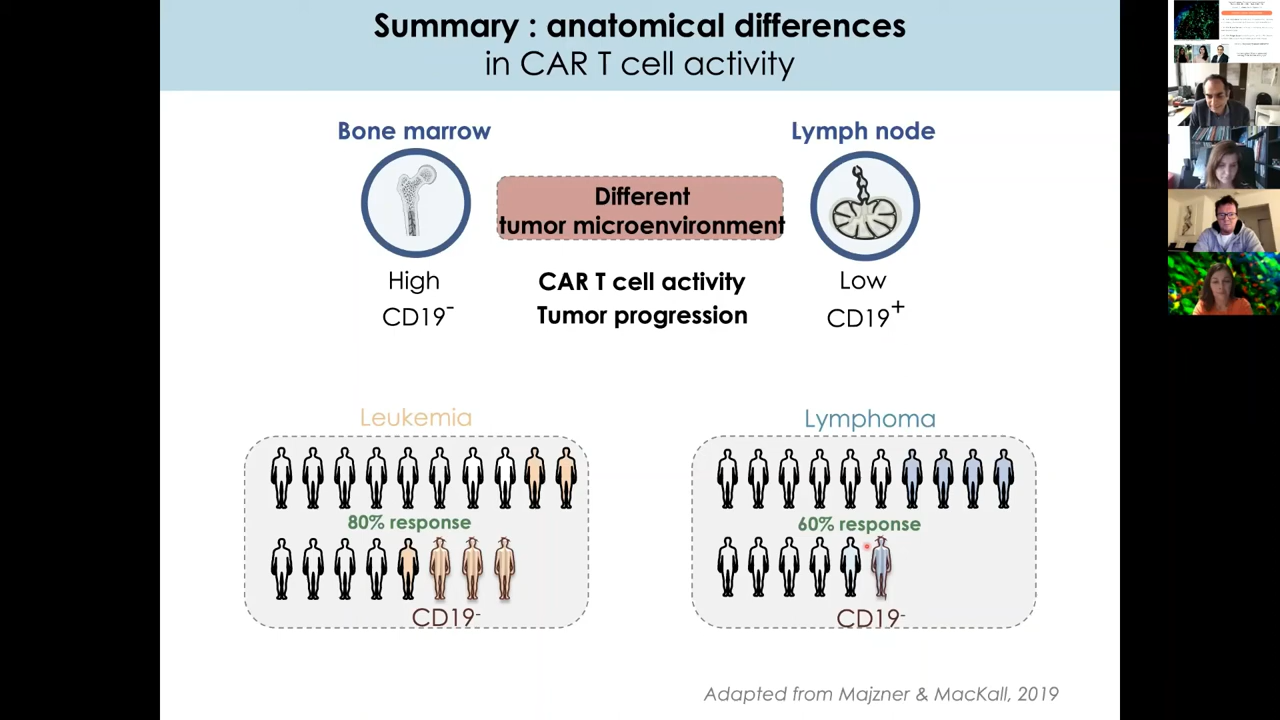 Summary : anatomical differences
in CAR T cell activity
Bone marrow
Lymph node
Different
tumor microenvironment
High
CAR T cell activity
Low
CD19-
Tumor progression
CD19+
Leukemia
Lymphoma
80% response
60% response
CD19-
CD19-
Adapted from Majzner & MacKall, 2019